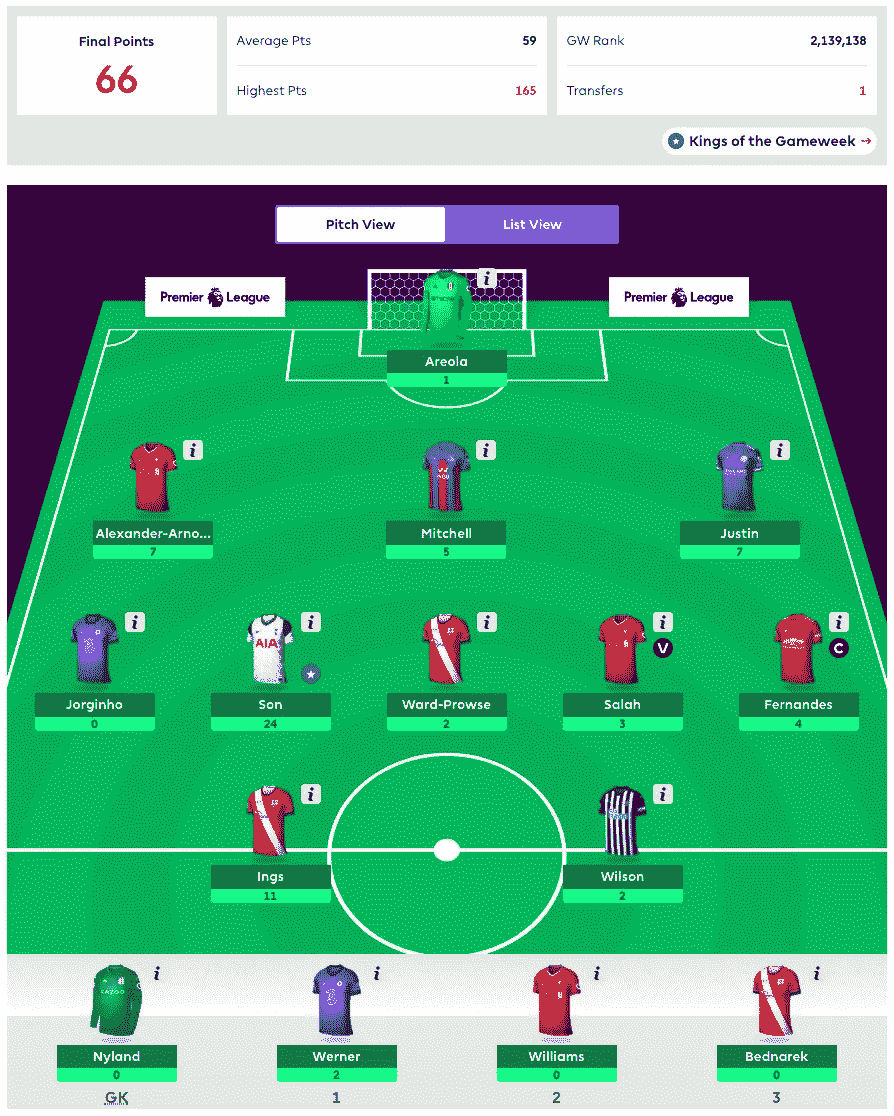 Final Points
66
Average Pts 59
Highest Pts 165
GW Rank 2,139,138
Transfers 1
Kings of the Gameweek →
Pitch View List View
Premier League Premier League
i
Areola
1
i i i
Alexander-Arno... Mitchell Justin
7 5 7
i i i i i
V C
AIA
Jorginho Son Ward-Prowse Salah Fernandes
0 24 2 3 4
i i
Ings Wilson
11 2
i i i i
Nyland Werner Williams Bednarek
0 2 0 0
GK 1 2 3